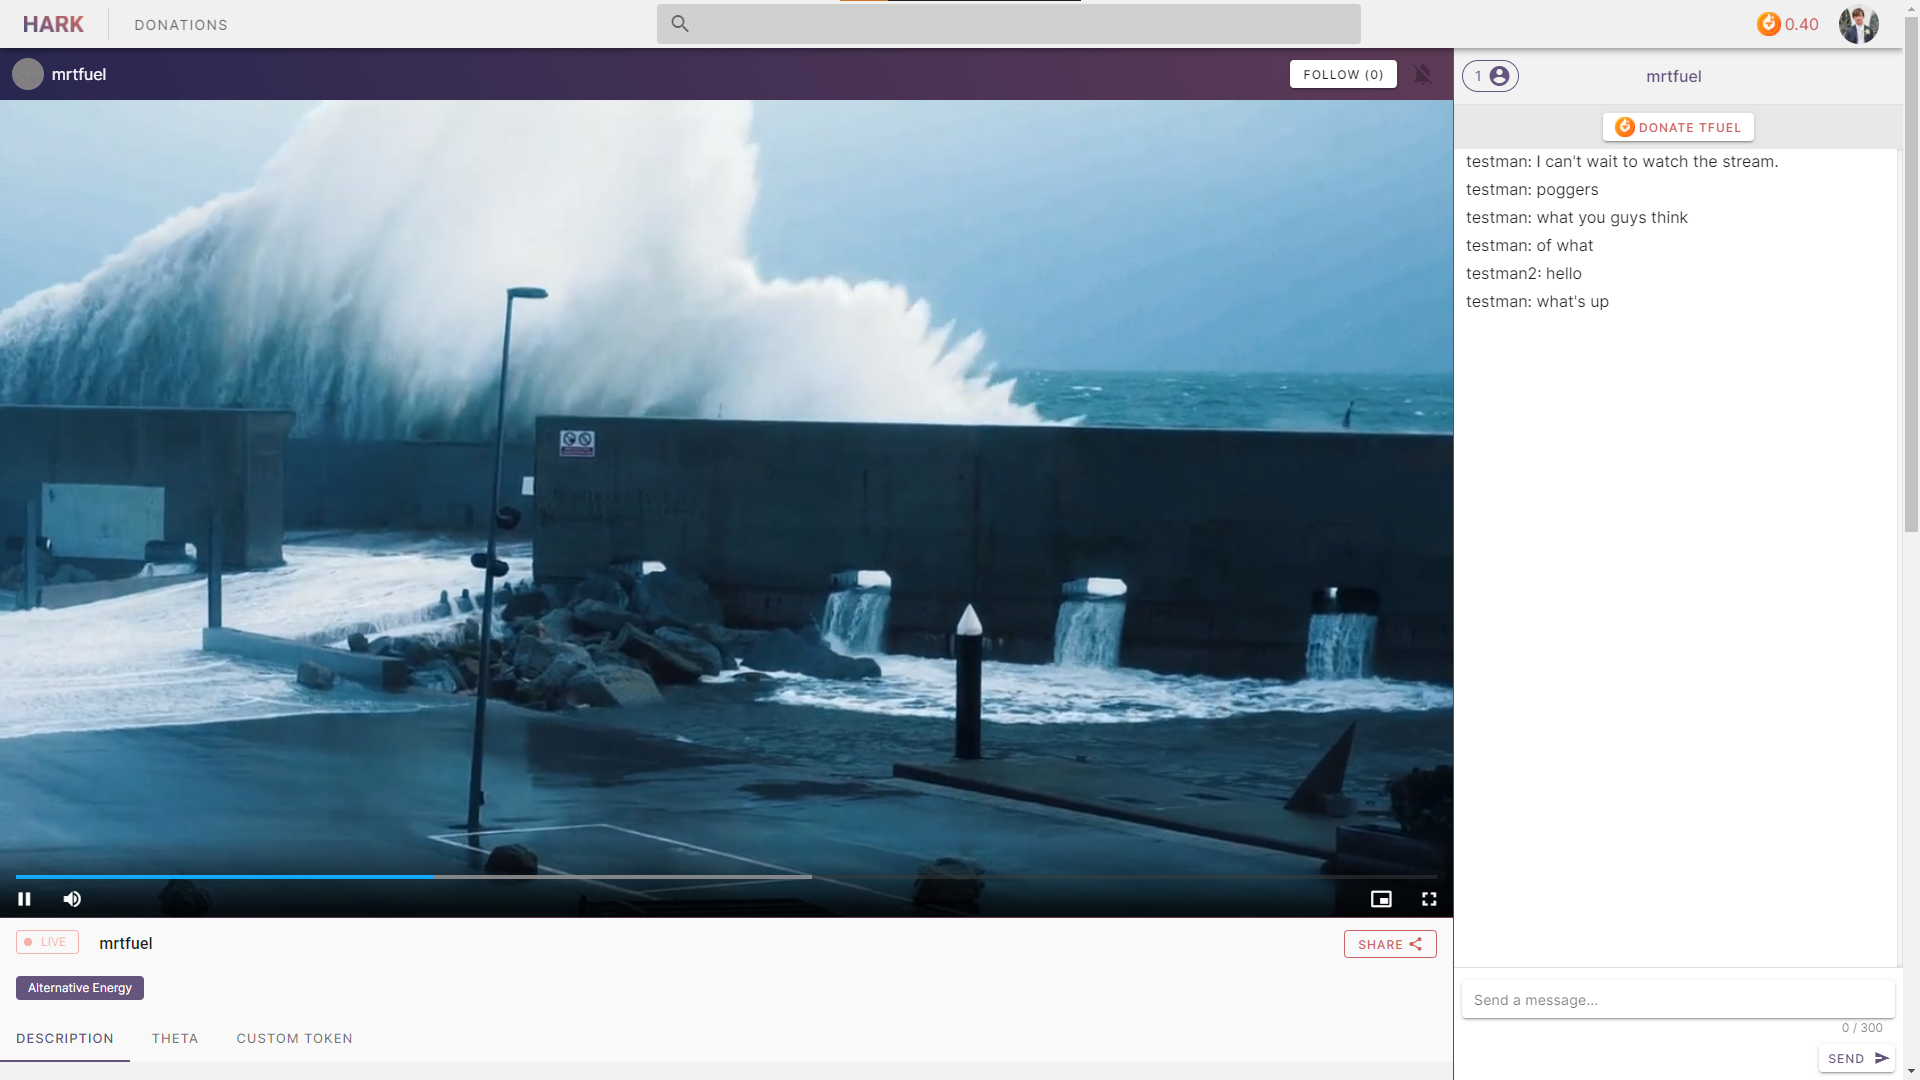 HARK
DONATIONS
0.40
mrtfuel
FOLLOW (0)
1
mrtfuel
DONATE TFUEL
testman: I can't wait to watch the stream.
testman: poggers
testman: what you guys think
testman: of what
testman2: hello
testman: what's up
LIVE
mrtfuel
SHARE
Alternative Energy
DESCRIPTION
THETA
CUSTOM TOKEN
Send a message...
0 / 300
SEND